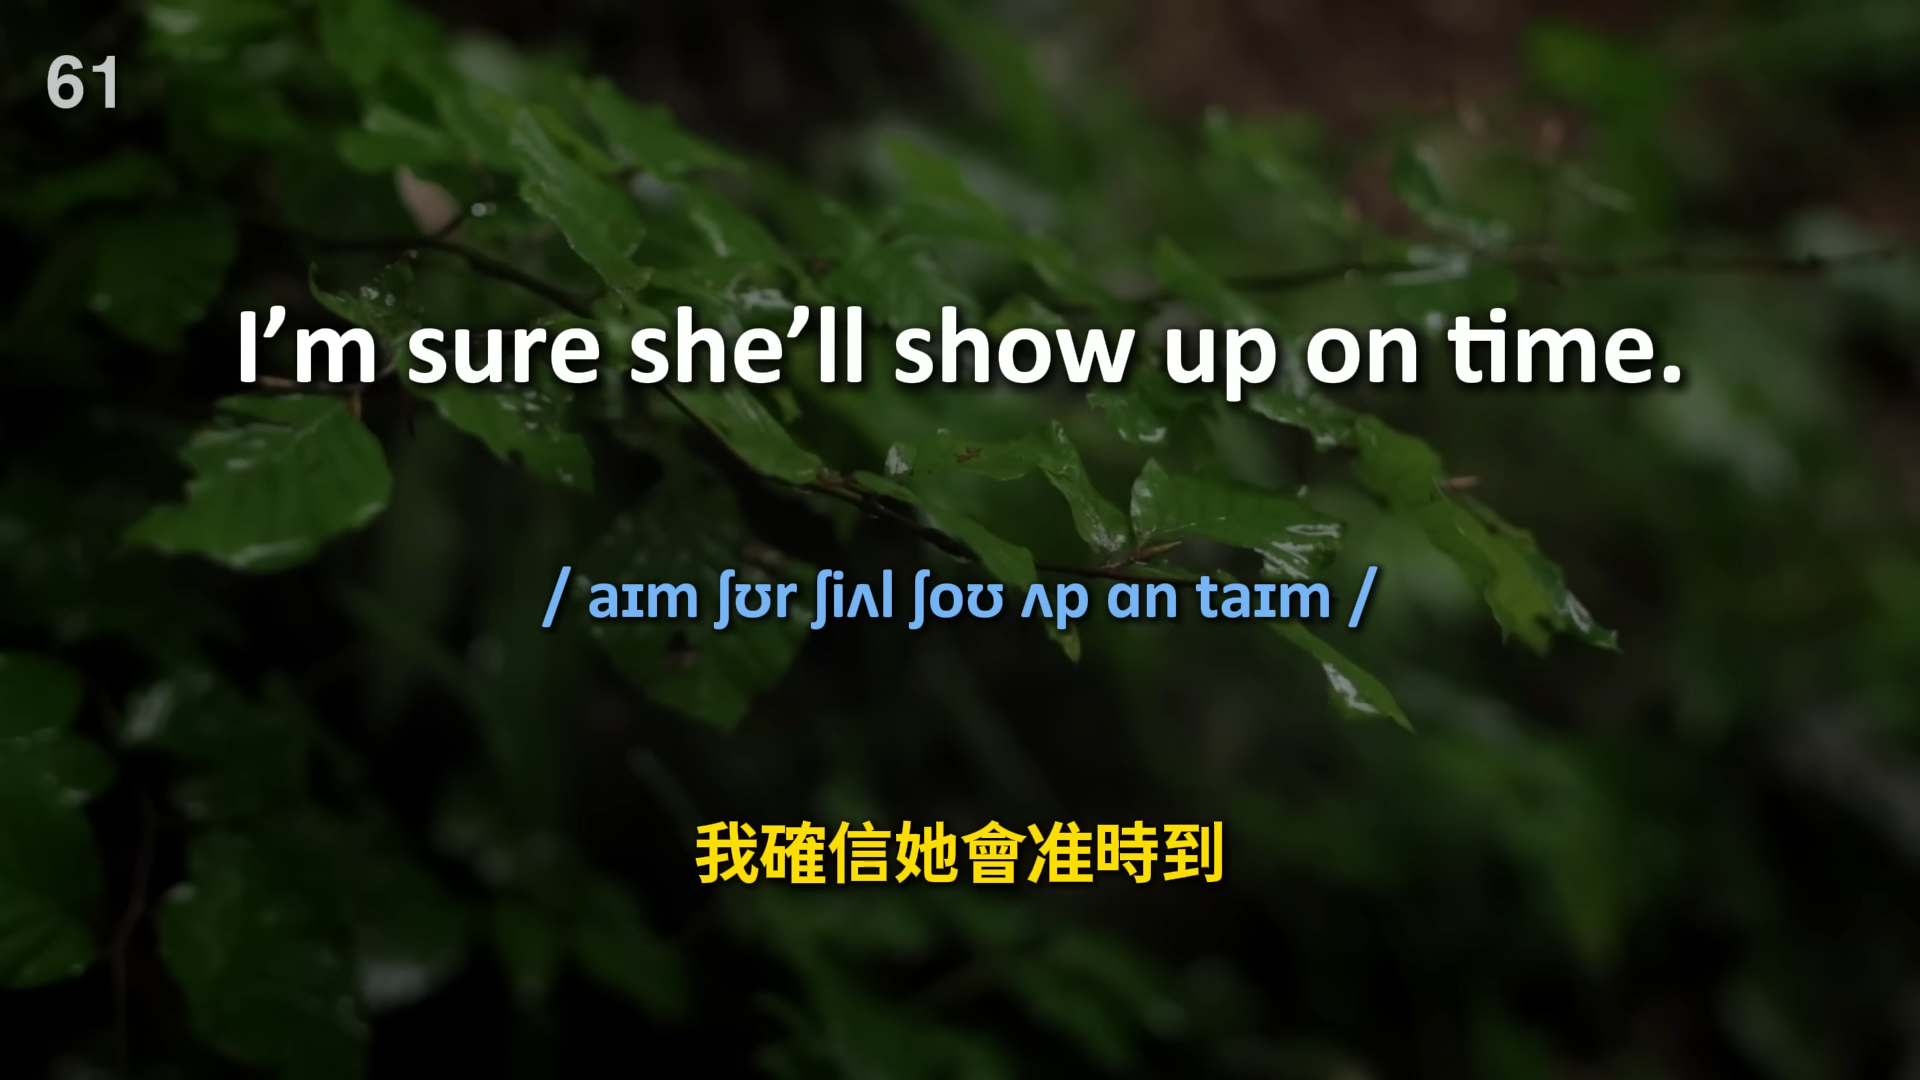 61
I’m sure she’ll show up on time.
/ aɪm ʃʊr ʃiʌl ʃoʊ ʌp ɑn taɪm /
我確信她會准時到